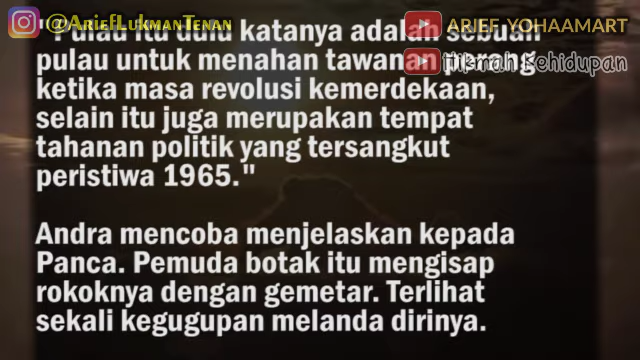 @AriefLukmanTenan
ARIEF YOHAAMART
Hikmah Kehidupan
"Pulau itu dulu katanya adalah sebuah
pulau untuk menahan tawanan perang
ketika masa revolusi kemerdekaan,
selain itu juga merupakan tempat
tahanan politik yang tersangkut
peristiwa 1965."
Andra mencoba menjelaskan kepada
Panca. Pemuda botak itu mengisap
rokoknya dengan gemetar. Terlihat
sekali kegugupan melanda dirinya.